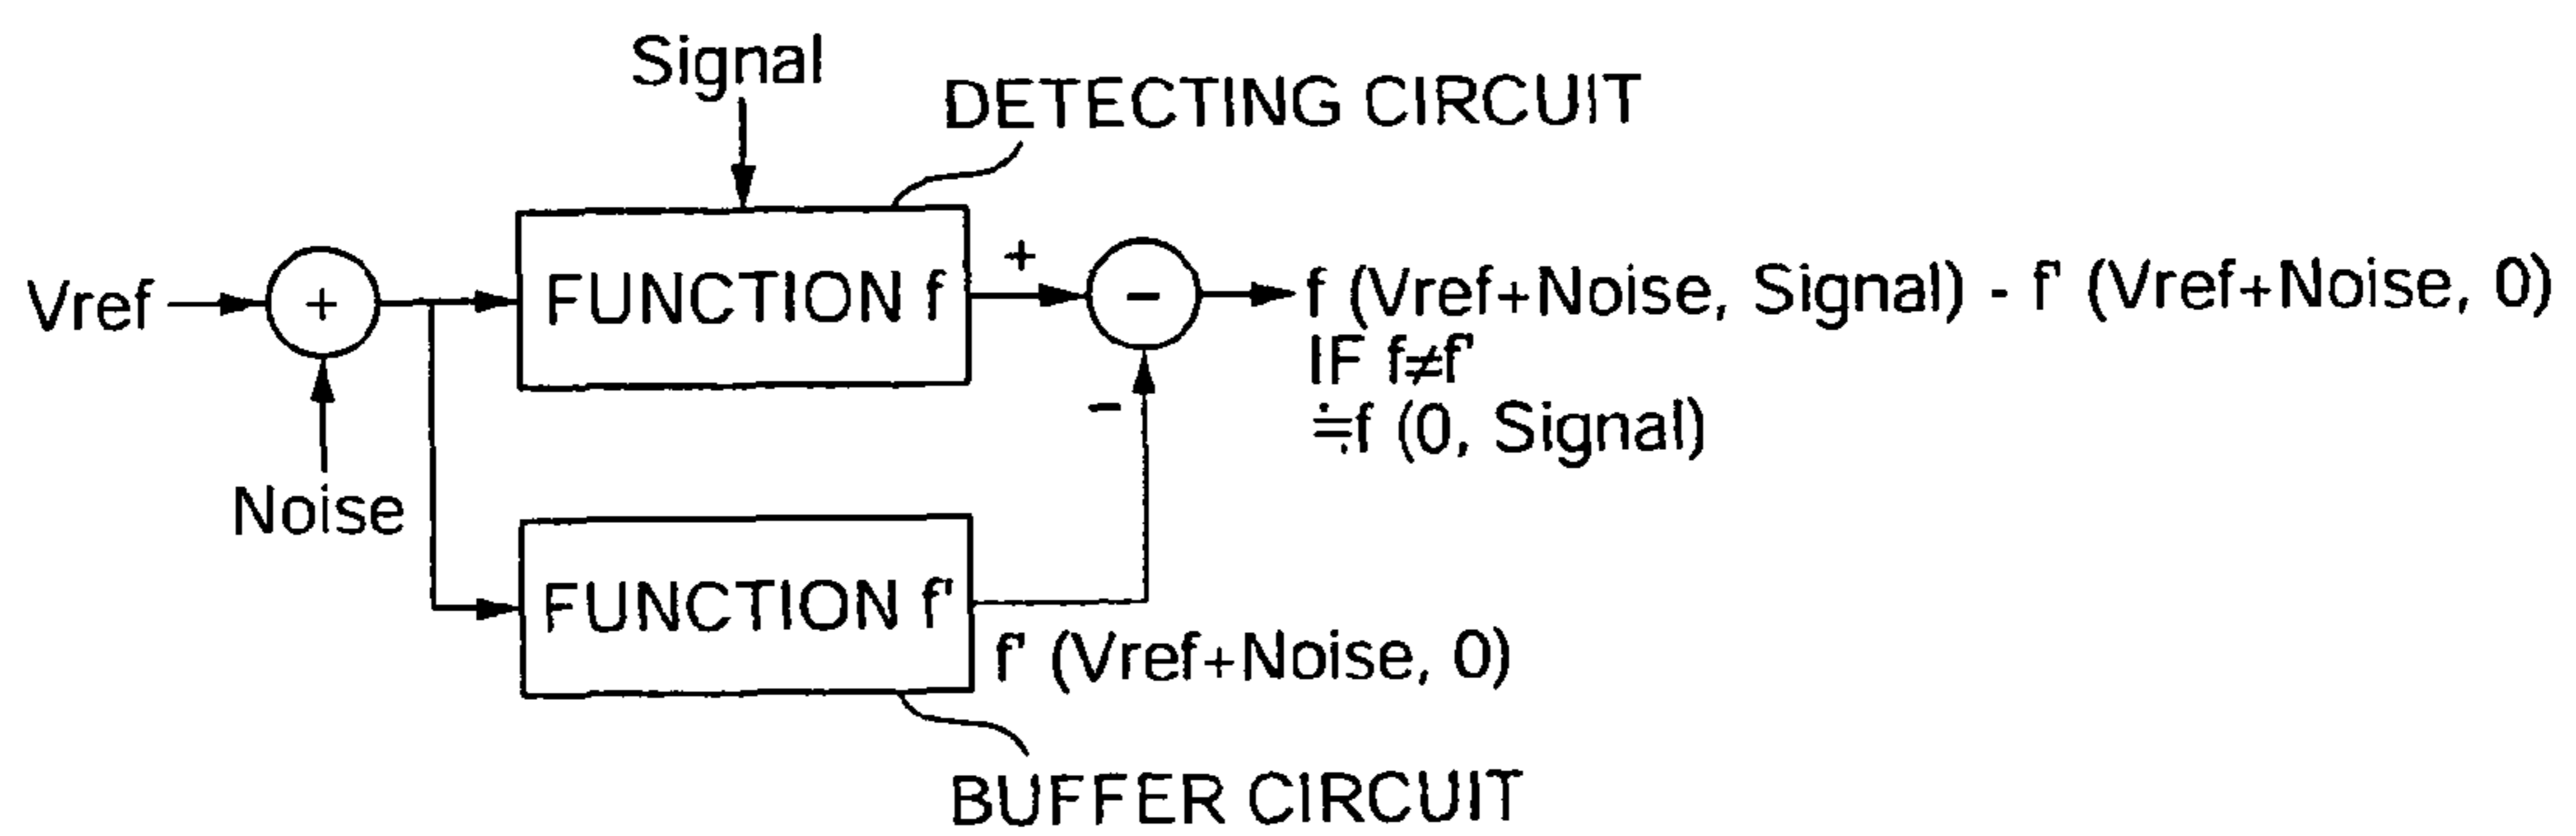 Signal
DETECTING CIRCUIT
Vref
+
FUNCTION f
+
-
f (Vref+Noise, Signal) - f' (Vref+Noise, 0)
IF f≠f'
≒f (0, Signal)
-
Noise
FUNCTION f'
f' (Vref+Noise, 0)
BUFFER CIRCUIT